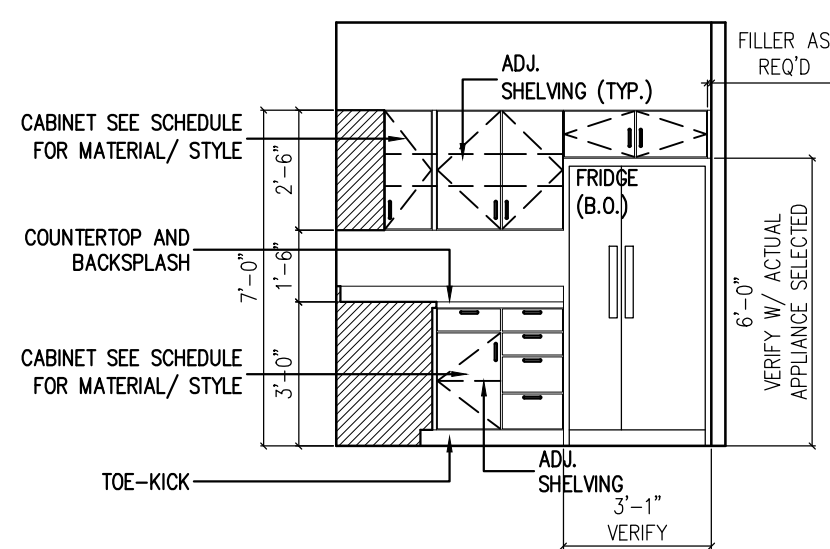 FILLER AS
REQ'D
ADJ.
SHELVING (TYP.)
CABINET SEE SCHEDULE
FOR MATERIAL/ STYLE
2'-6"
FRIDGE
(B.O.)
COUNTERTOP AND
BACKSPLASH
1'-6"
7'-0"
6'-0"
VERIFY W/ ACTUAL
APPLIANCE SELECTED
CABINET SEE SCHEDULE
FOR MATERIAL/ STYLE
3'-0"
TOE-KICK
ADJ.
SHELVING
3'-1"
VERIFY